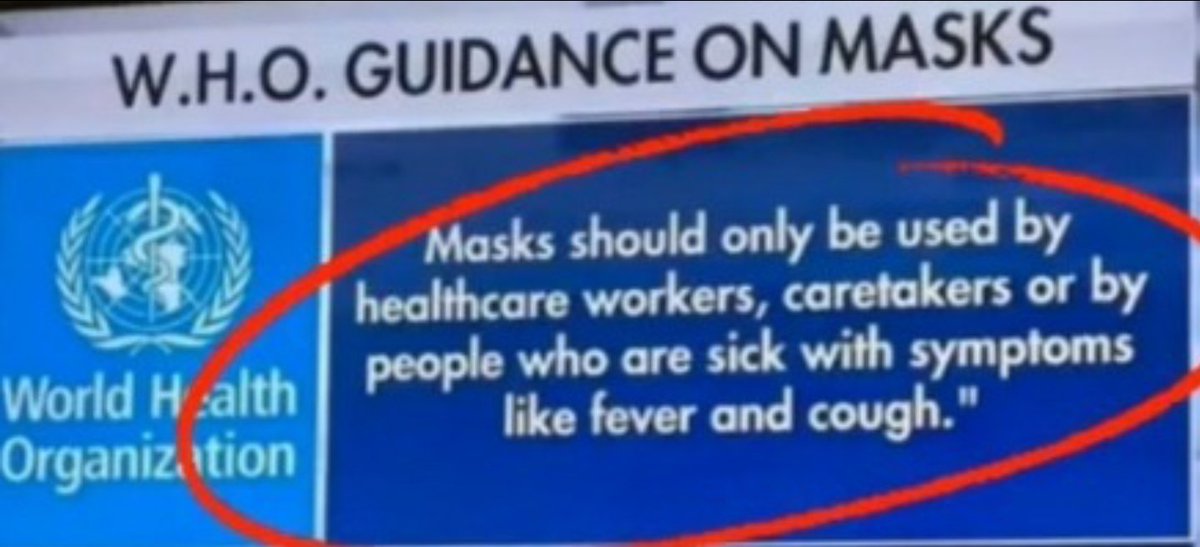 W.H.O. GUIDANCE ON MASKS
World Health
Organization
Masks should only be used by
healthcare workers, caretakers or by
people who are sick with symptoms
like fever and cough."